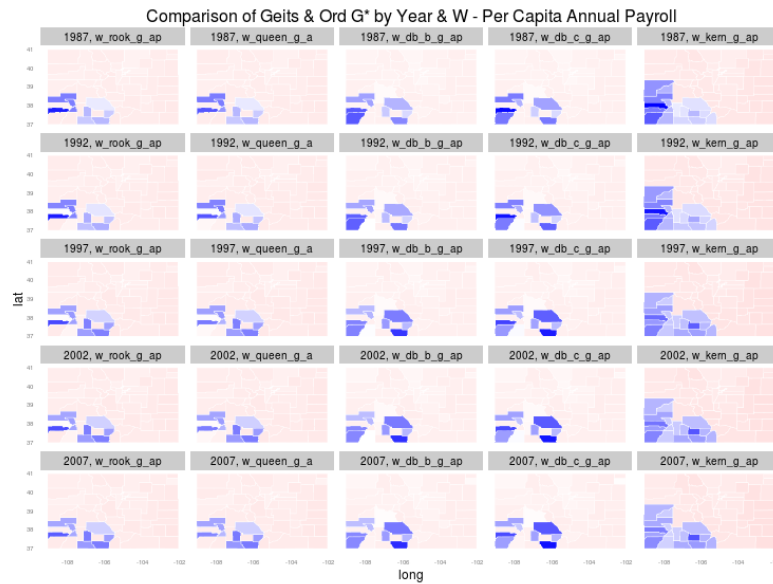 Comparison of Geits & Ord G* by Year & W - Per Capita Annual Payroll
1987, w_rook_g_ap 1987, w_queen_g_a 1987, w_db_b_g_ap 1987, w_db_c_g_ap 1987, w_kern_g_ap
41
40
39
38
37
1992, w_rook_g_ap 1992, w_queen_g_a 1992, w_db_b_g_ap 1992, w_db_c_g_ap 1992, w_kern_g_ap
41
40
39
38
37
1997, w_rook_g_ap 1997, w_queen_g_a 1997, w_db_b_g_ap 1997, w_db_c_g_ap 1997, w_kern_g_ap
41
40
39
38
37
lat
2002, w_rook_g_ap 2002, w_queen_g_a 2002, w_db_b_g_ap 2002, w_db_c_g_ap 2002, w_kern_g_ap
41
40
39
38
37
2007, w_rook_g_ap 2007, w_queen_g_a 2007, w_db_b_g_ap 2007, w_db_c_g_ap 2007, w_kern_g_ap
41
40
39
38
37
-108 -106 -104 -102 -108 -106 -104 -102 -108 -106 -104 -102 -108 -106 -104 -102 -108 -106 -104 -102
long